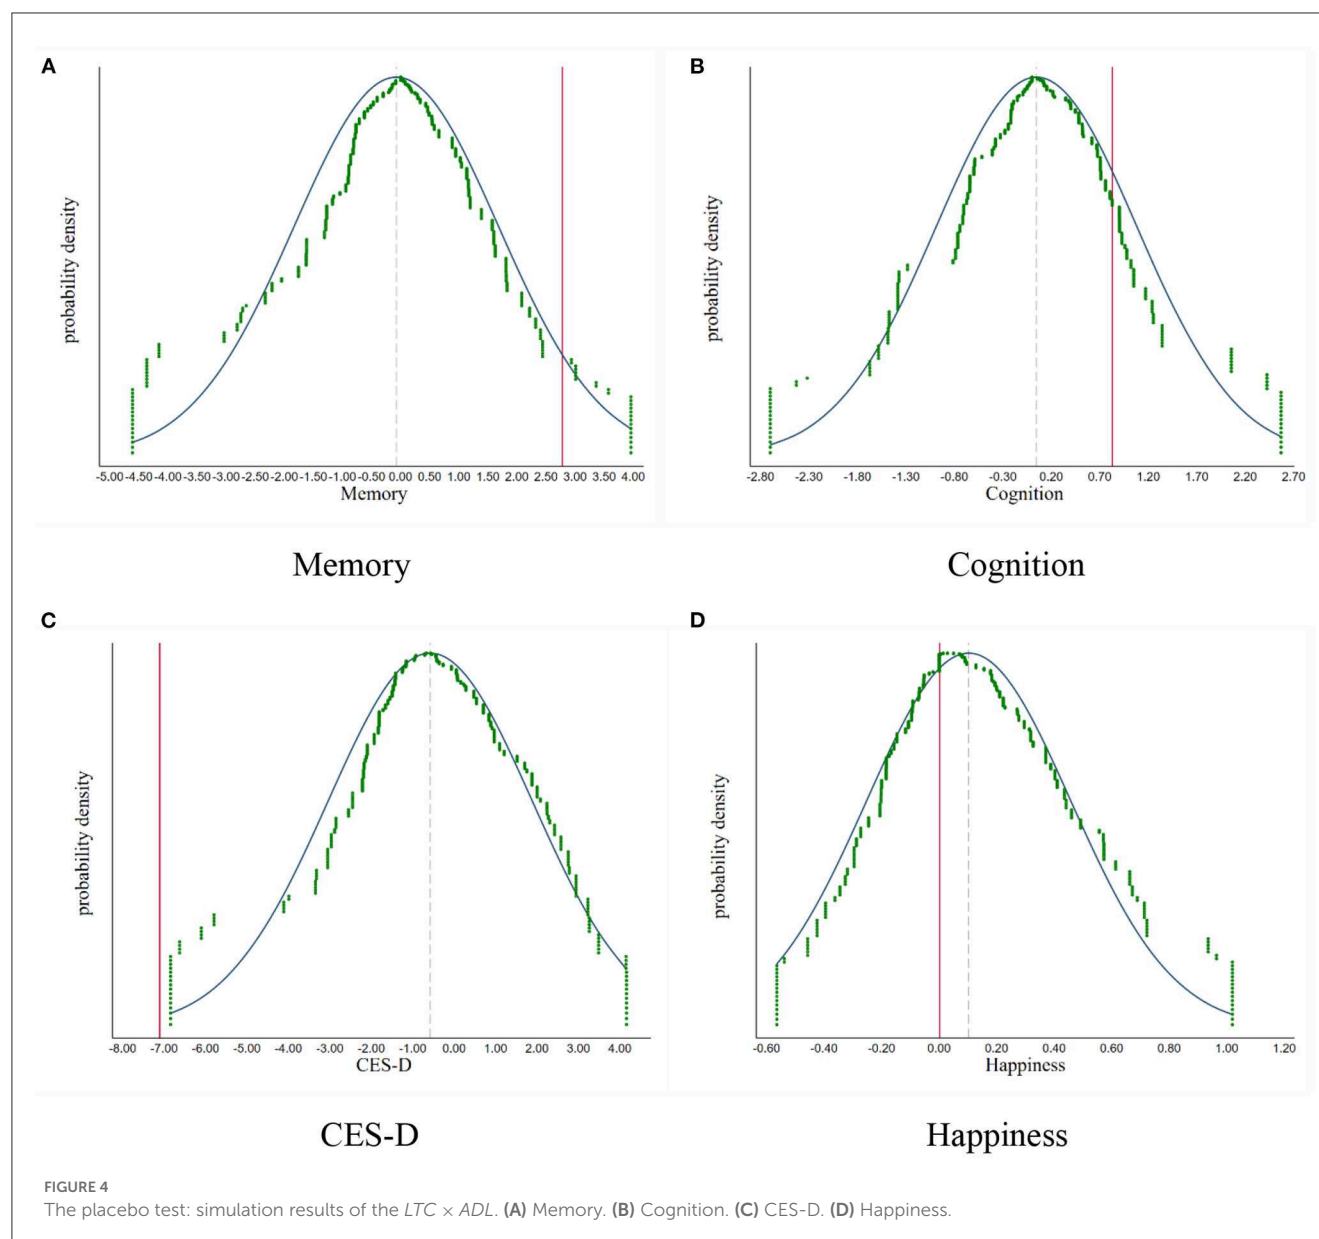 A
probability density
-5.00 -4.50 -4.00 -3.50 -3.00 -2.50 -2.00 -1.50 -1.00 -0.50 0.00 0.50 1.00 1.50 2.00 2.50 3.00 3.50 4.00
Memory
Memory
B
probability density
-2.80 -2.30 -1.80 -1.30 -0.80 -0.30 0.20 0.70 1.20 1.70 2.20 2.70
Cognition
Cognition
C
probability density
-8.00 -7.00 -6.00 -5.00 -4.00 -3.00 -2.00 -1.00 0.00 1.00 2.00 3.00 4.00
CES-D
CES-D
D
probability density
-0.60 -0.40 -0.20 0.00 0.20 0.40 0.60 0.80 1.00 1.20
Happiness
Happiness
FIGURE 4
The placebo test: simulation results of the LTC × ADL. (A) Memory. (B) Cognition. (C) CES-D. (D) Happiness.